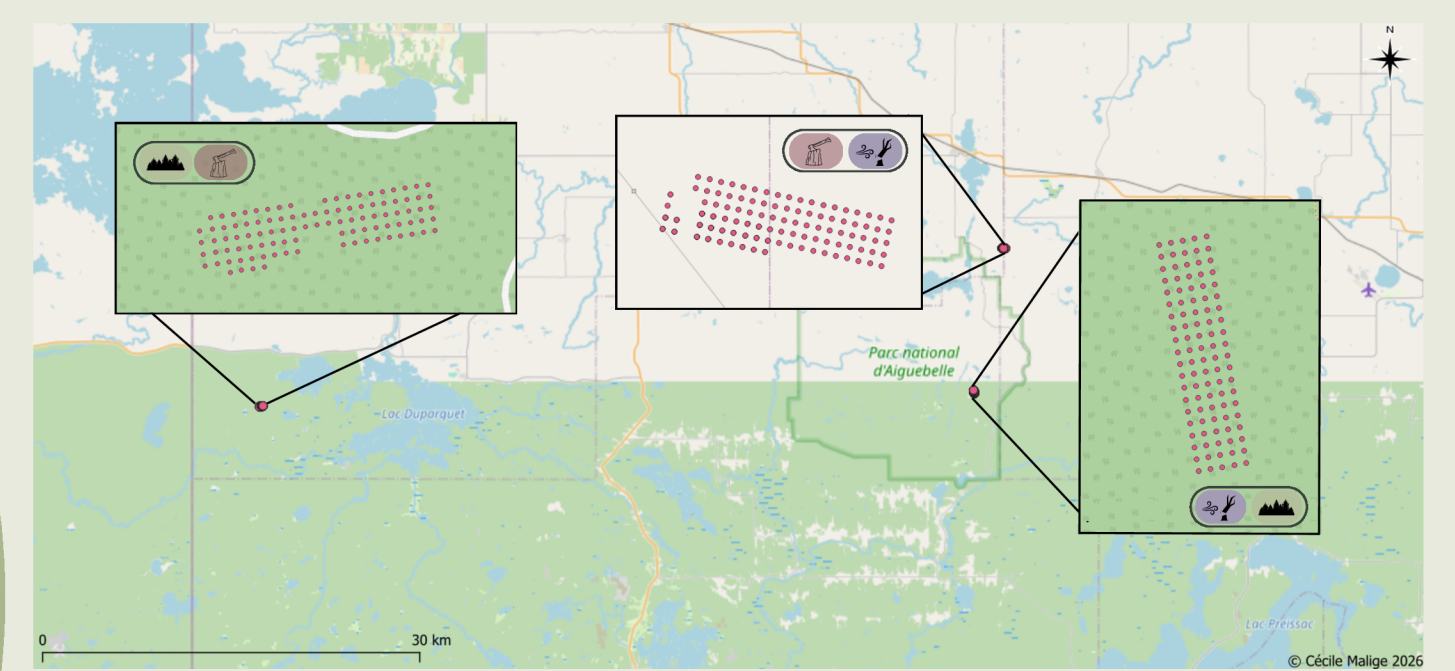 N
Parc national
d'Aiguebelle
Lac Duparquet
Lac Preissac
0
30 km
© Cécile Malige 2026